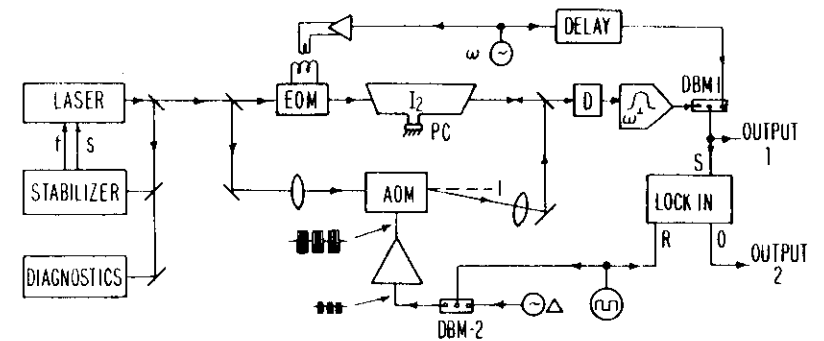 DELAY
ω
DBM1
LASER
EOM
I2
D
ω
PC
OUTPUT
1
f
s
S
STABILIZER
AOM
LOCK IN
DIAGNOSTICS
R
O
OUTPUT
2
Δ
DBM-2